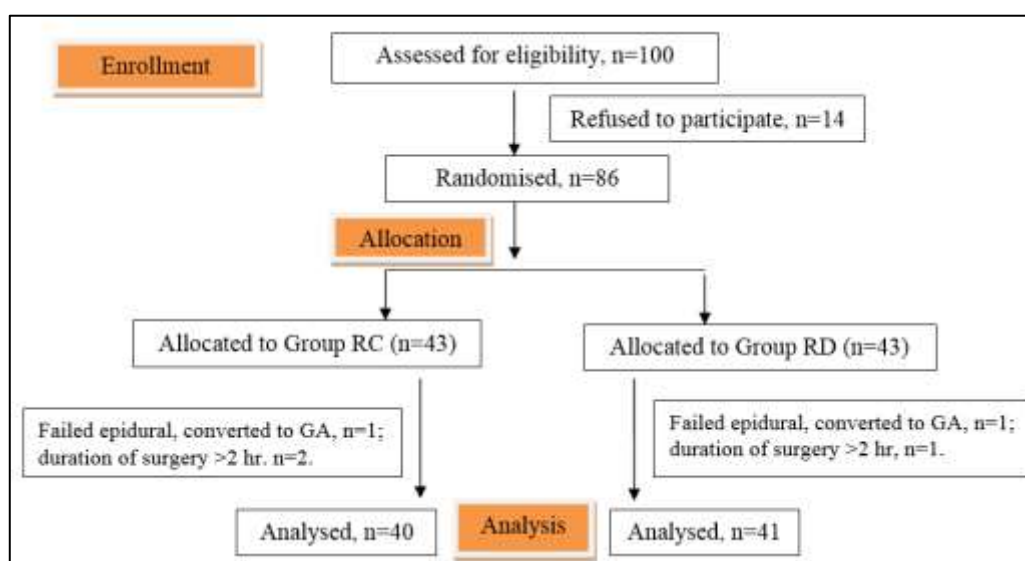 Enrollment
Assessed for eligibility, n=100
Refused to participate, n=14
Randomised, n=86
Allocation
Allocated to Group RC (n=43)
Allocated to Group RD (n=43)
Failed epidural, converted to GA, n=1;
duration of surgery >2 hr. n=2.
Failed epidural, converted to GA, n=1;
duration of surgery >2 hr, n=1.
Analysed, n=40
Analysis
Analysed, n=41